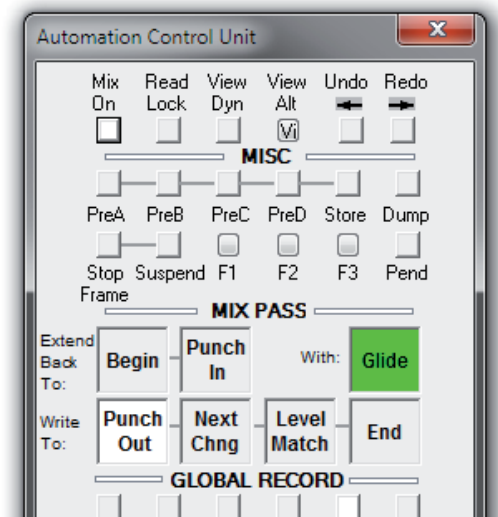 Automation Control Unit
Mix Read View View Undo Redo
On Lock Dyn Alt
Vi
MISC
PreA PreB PreC PreD Store Dump
Stop Suspend F1 F2 F3 Pend
Frame
MIX PASS
Extend
Back
To:
Begin
Punch
In
With:
Glide
Write
To:
Punch
Out
Next
Chng
Level
Match
End
GLOBAL RECORD